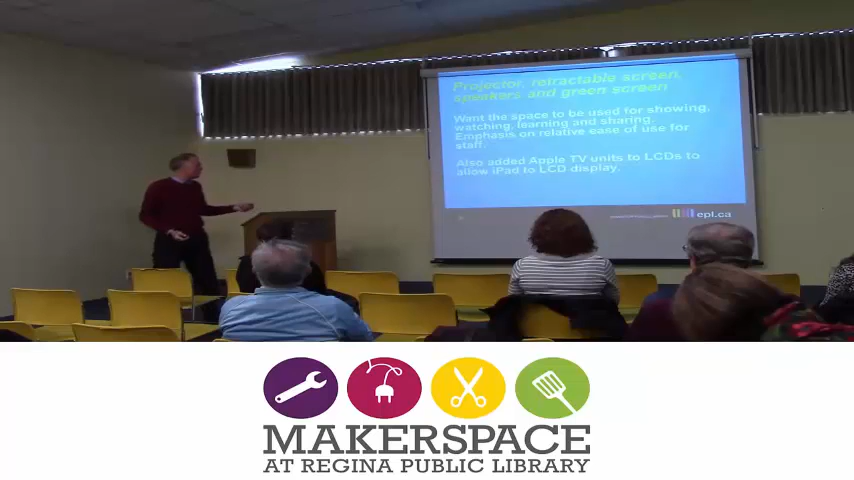 Projector, retractable screen,
speakers and green screen
Want the space to be used for showing,
watching, learning and sharing.
Emphasis on relative ease of use for
staff.
Also added Apple TV units to LCDs to
allow iPad to LCD display.
epl.ca
MAKERSPACE
AT REGINA PUBLIC LIBRARY